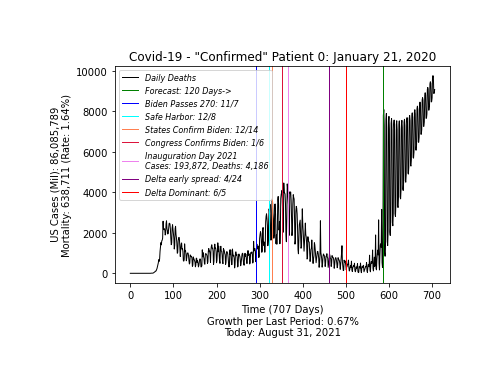 Covid-19 - "Confirmed" Patient 0: January 21, 2020
US Cases (Mil): 86,085,789
Mortality: 638,711 (Rate: 1.64%)
10000
8000
6000
4000
2000
0
Daily Deaths
Forecast: 120 Days->
Biden Passes 270: 11/7
Safe Harbor: 12/8
States Confirm Biden: 12/14
Congress Confirms Biden: 1/6
Inauguration Day 2021
Cases: 193,872, Deaths: 4,186
Delta early spread: 4/24
Delta Dominant: 6/5
0 100 200 300 400 500 600 700
Time (707 Days)
Growth per Last Period: 0.67%
Today: August 31, 2021